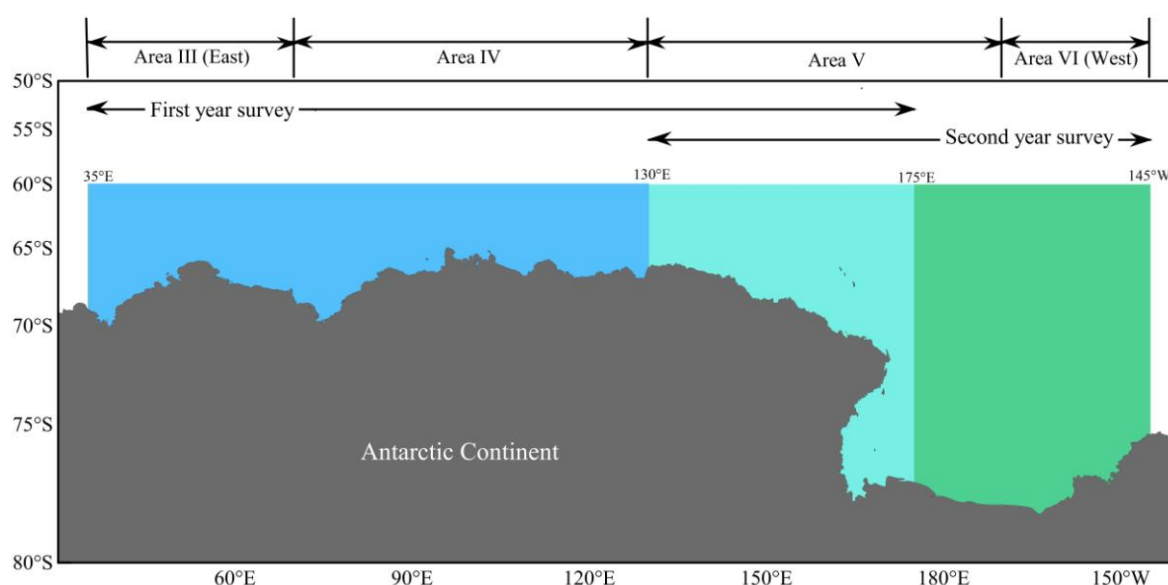 Area III (East) Area IV Area V Area VI (West)
50°S
First year survey
55°S
Second year survey
60°S
35°E 130°E 175°E 145°W
65°S
70°S
75°S
Antarctic Continent
80°S
60°E 90°E 120°E 150°E 180°E 150°W